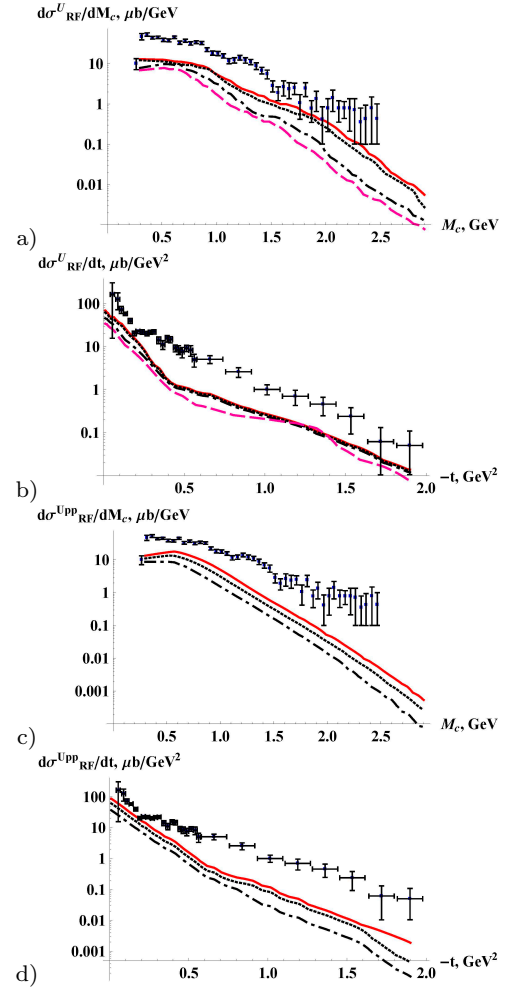 dσ^U_RF/dM_c, μb/GeV
10
1
0.1
0.01
0.5 1.0 1.5 2.0 2.5
M_c, GeV
a)
dσ^U_RF/dt, μb/GeV^2
100
10
1
0.1
0.5 1.0 1.5 2.0
−t, GeV^2
b)
dσ^Upp_RF/dM_c, μb/GeV
10
1
0.1
0.01
0.001
0.5 1.0 1.5 2.0 2.5
M_c, GeV
c)
dσ^Upp_RF/dt, μb/GeV^2
100
10
1
0.1
0.01
0.001
0.5 1.0 1.5 2.0
−t, GeV^2
d)